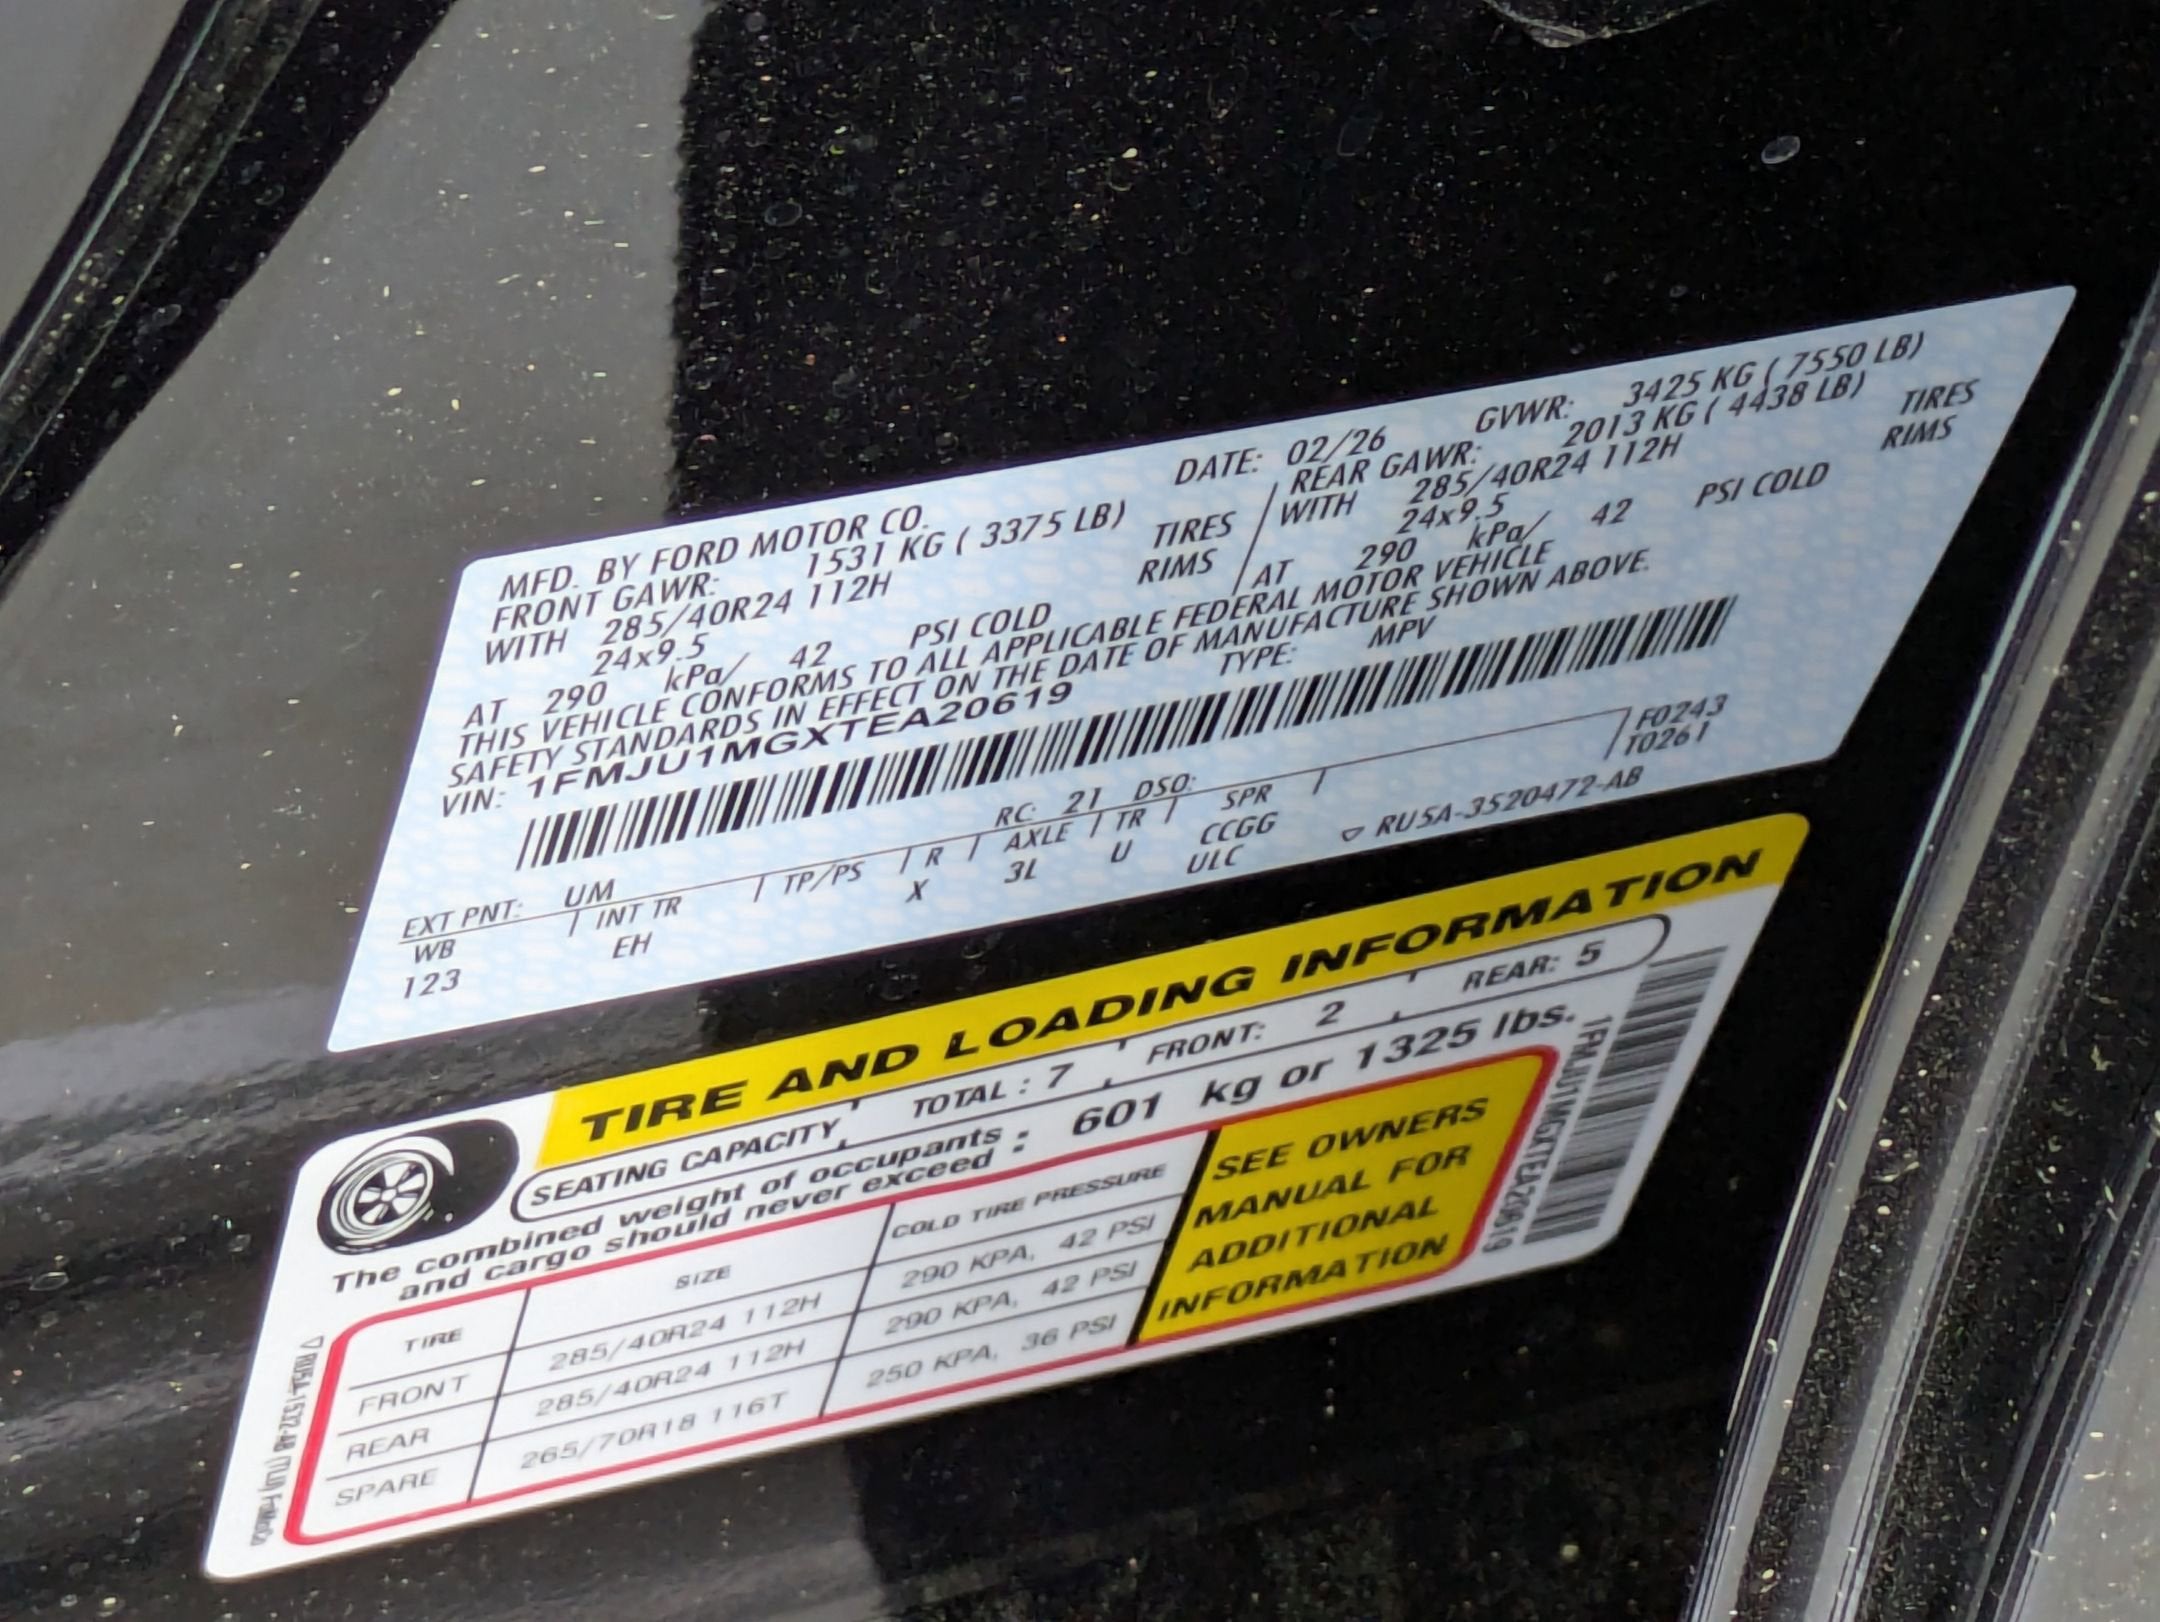 MFD. BY FORD MOTOR CO. DATE: 02/26 GVWR: 3425 KG ( 7550 LB)
FRONT GAWR: 1531 KG ( 3375 LB) REAR GAWR: 2013 KG ( 4438 LB)
WITH 285/40R24 112H TIRES WITH 285/40R24 112H TIRES
24x9.5 RIMS 24x9.5 RIMS
AT 290 kPa/ 42 PSI COLD AT 290 kPa/ 42 PSI COLD
THIS VEHICLE CONFORMS TO ALL APPLICABLE FEDERAL MOTOR VEHICLE
SAFETY STANDARDS IN EFFECT ON THE DATE OF MANUFACTURE SHOWN ABOVE.
VIN: 1FMJU1MGXTEA20619 TYPE: MPV
F0243
T0261
EXT PNT: UM RC: 21 DSO:
WB INT TR TP/PS R AXLE TR SPR
123 EH X 3L U CCGG
ULC
RU5A-3520472-AB
TIRE AND LOADING INFORMATION
SEATING CAPACITY TOTAL : 7 FRONT: 2 REAR: 5
The combined weight of occupants
and cargo should never exceed : 601 kg or 1325 lbs.
TIRE SIZE COLD TIRE PRESSURE
FRONT 285/40R24 112H 290 KPA, 42 PSI
REAR 285/40R24 112H 290 KPA, 42 PSI
SPARE 265/70R18 116T 250 KPA, 36 PSI
SEE OWNERS
MANUAL FOR
ADDITIONAL
INFORMATION
1FMJU1MGXTEA20619